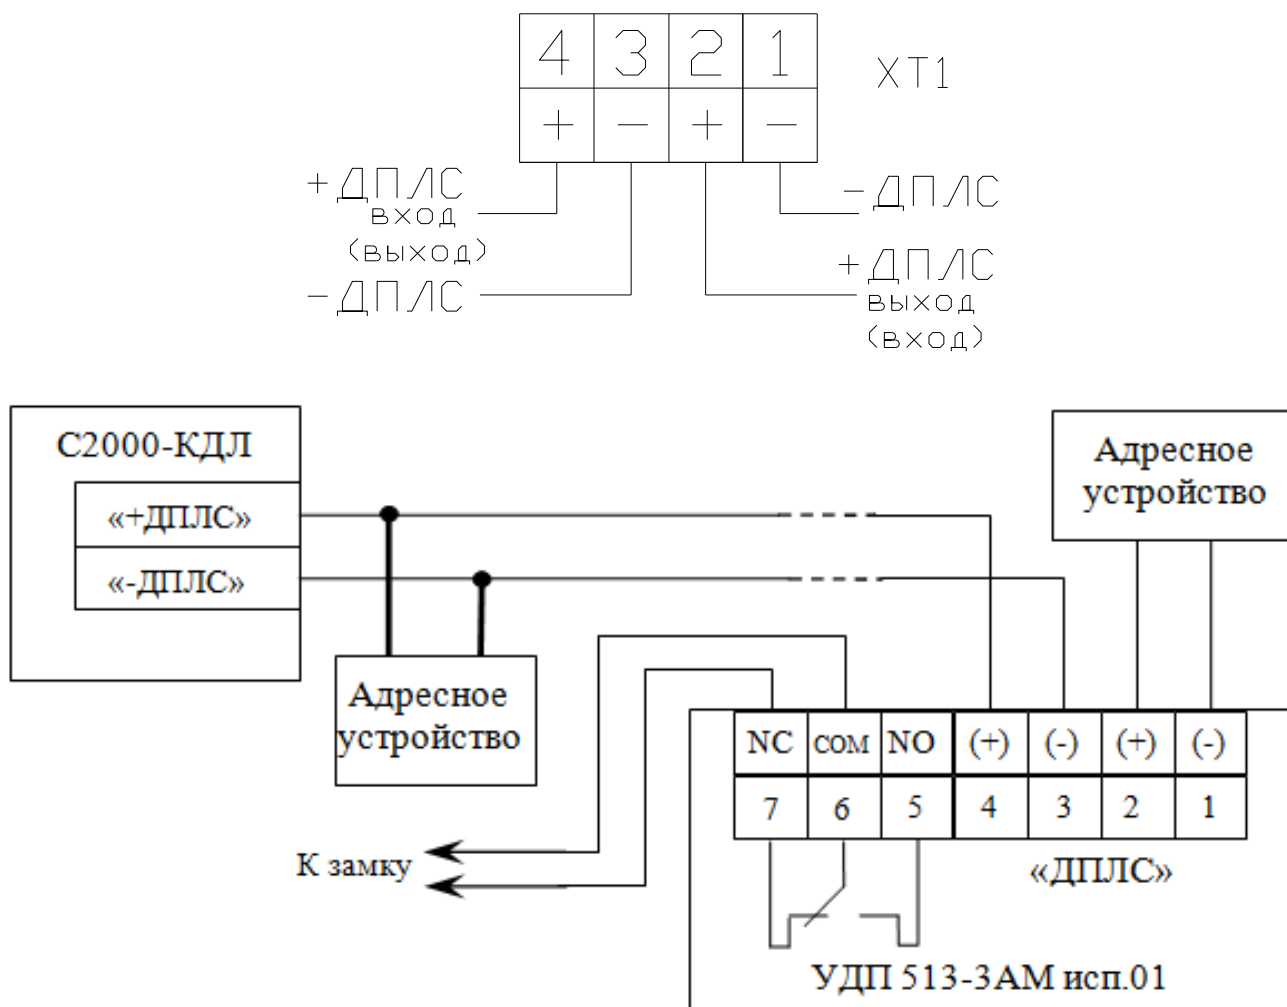 4 3 2 1
XT1
+ - + -
+ДПЛС
вход
(выход)
-ДПЛС
-ДПЛС
+ДПЛС
выход
(вход)
С2000-КДЛ
«+ДПЛС»
«-ДПЛС»
Адресное
устройство
Адресное
устройство
NC COM NO (+) (-) (+) (-)
7 6 5 4 3 2 1
К замку
«ДПЛС»
УДП 513-3АМ исп.01